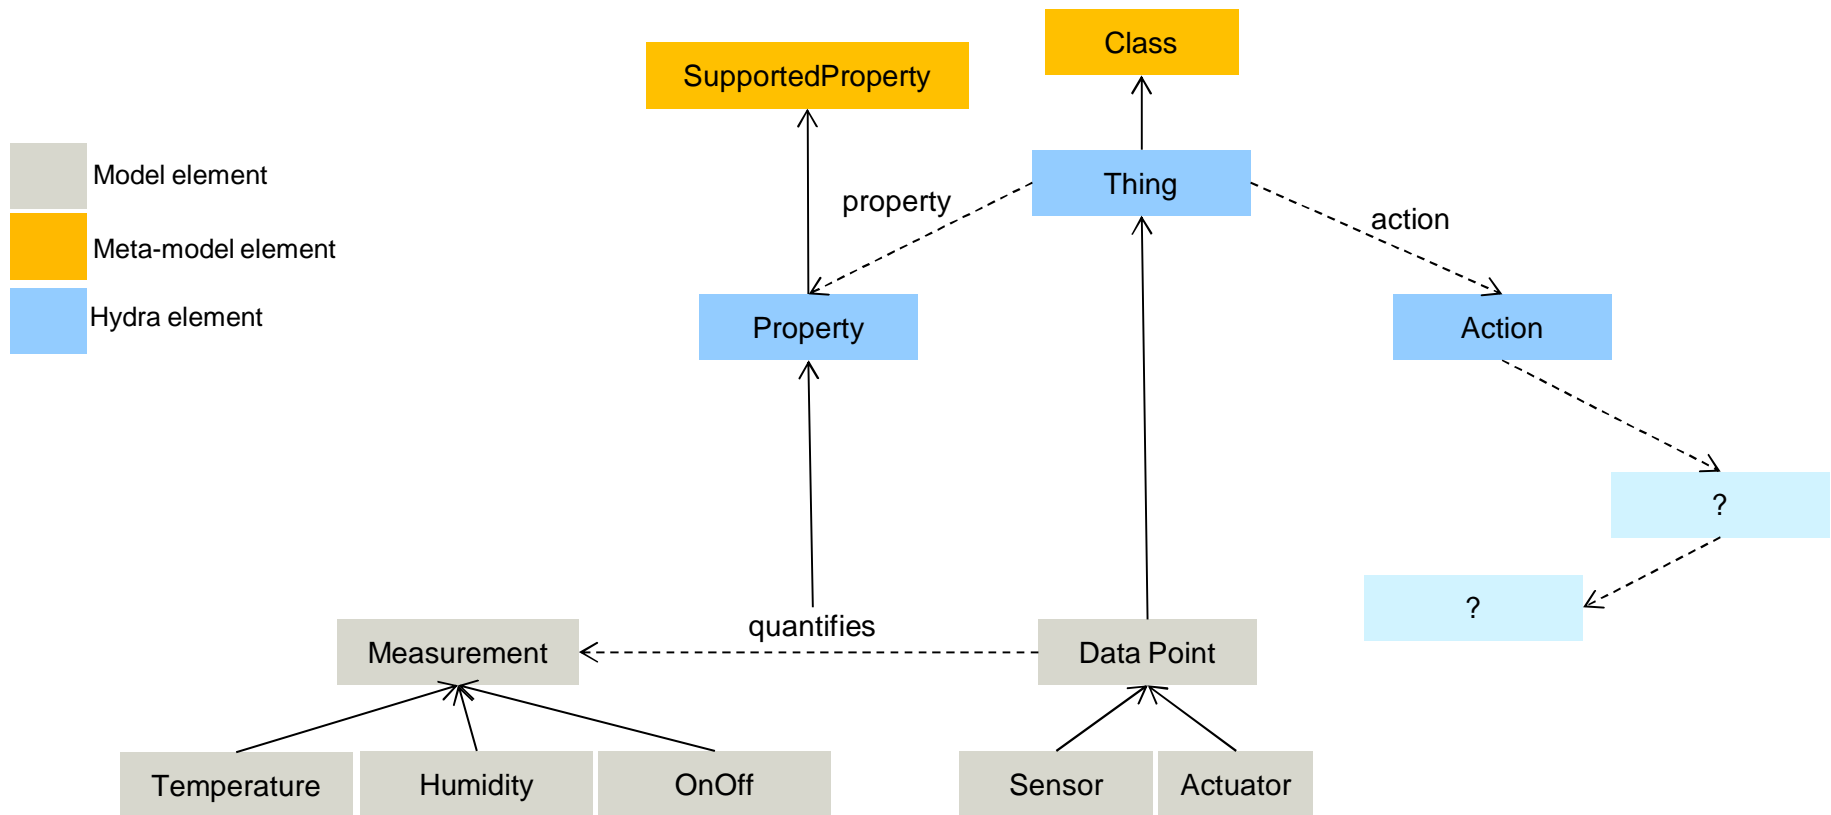 Class
SupportedProperty
Model element
Thing
property
action
Meta-model element
Hydra element
Property
Action
?
?
quantifies
Measurement
Data Point
Temperature
Humidity
OnOff
Sensor
Actuator